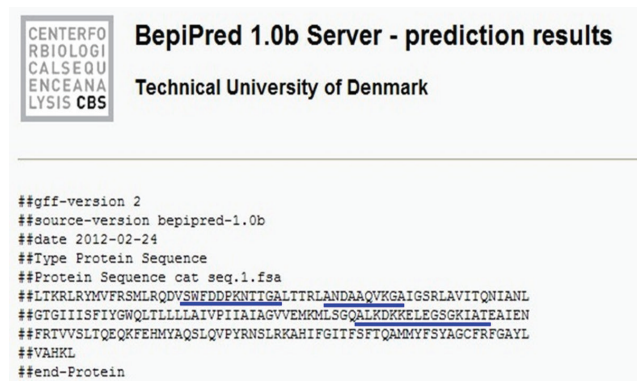 CENTERFO
RBIOLOGI
CALSEQU
ENCEANA
LYSIS CBS
BepiPred 1.0b Server - prediction results
Technical University of Denmark
##gff-version 2
##source-version bepipred-1.0b
##date 2012-02-24
##Type Protein Sequence
##Protein Sequence cat seq.1.fsa
##LTKRLRYMVFRSMLRQDVSWFDDPKNTTGALTTRLANDAAQVKGAIGSRLAVITQNIANL
##GTGIIISFIYGWQLTLLLLAIVPIIAIAGVVEMKMLSGQALKDKKELEGSGKIATEAIEN
##FRTVVSLTQEQKFEHMYAQSLQVPYRNSLRKAHIFGITFSFTQAMMYFSYAGCFRFGAYL
##VAHKL
##end-Protein